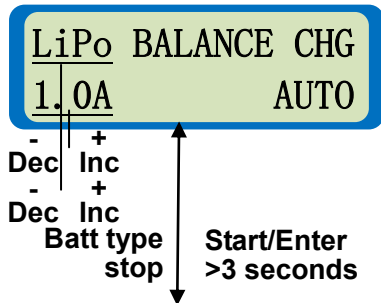 LiPo BALANCE CHG
1.0A AUTO
- +
Dec Inc
- +
Dec Inc
Batt type Start/Enter
stop >3 seconds